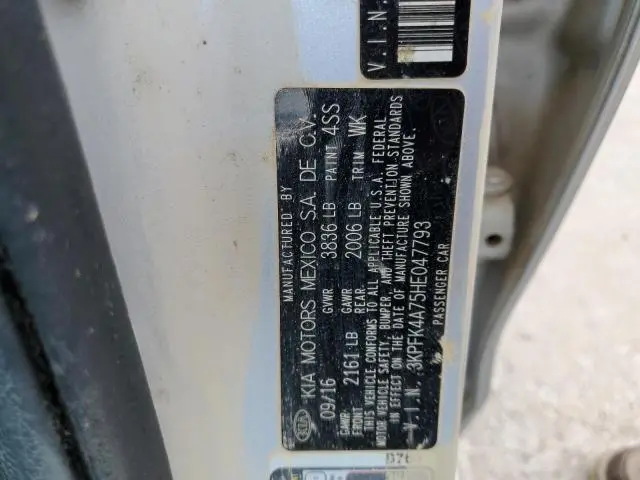 V.I.N.
MANUFACTURED BY
KIA KIA MOTORS MEXICO S.A. DE C.V.
09/16 GVWR 3836 LB PAINT 4SS
GAWR FRONT 2161 LB GAWR REAR 2006 LB TRIM WK
THIS VEHICLE CONFORMS TO ALL APPLICABLE U.S.A. FEDERAL
MOTOR VEHICLE SAFETY, BUMPER, AND THEFT PREVENTION STANDARDS
IN EFFECT ON THE DATE OF MANUFACTURE SHOWN ABOVE.
V.I.N. 3KPFK4A75HE047793
PASSENGER CAR